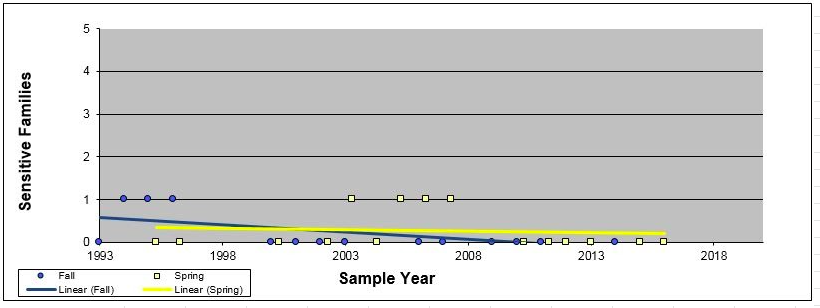 5
4
3
2
1
0
Sensitive Families
1993 1998 2003 2008 2013 2018
Sample Year
Fall Spring
Linear (Fall) Linear (Spring)